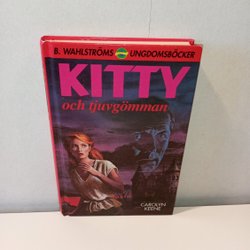 B. WAHLSTRÖMS UNGDOMSBÖCKER
KITTY
och tjuvgömman
CAROLYN
KEENE